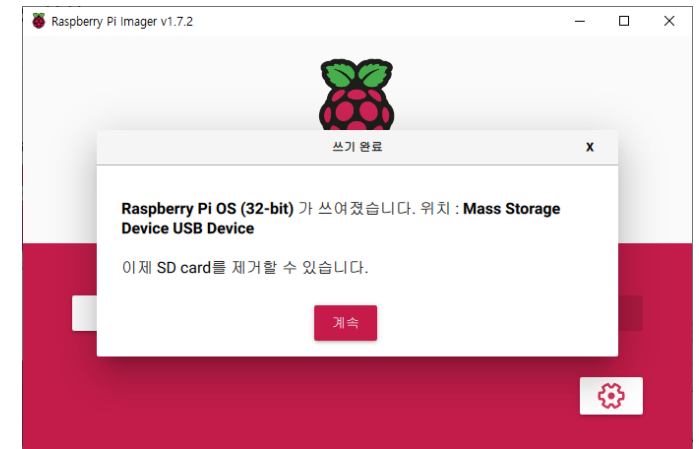 Raspberry Pi Imager v1.7.2
쓰기 완료
X
Raspberry Pi OS (32-bit) 가 쓰여졌습니다. 위치 : Mass Storage
Device USB Device
이제 SD card를 제거할 수 있습니다.
계속